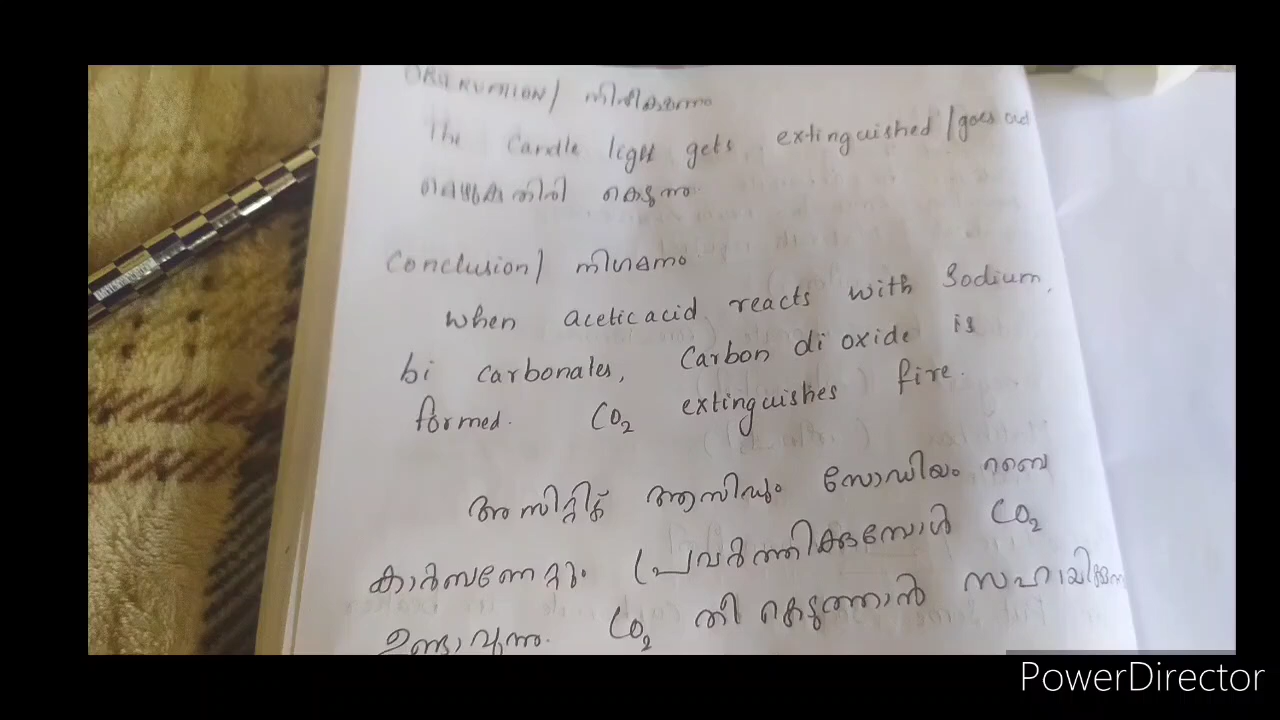 OBSERVATION/ നിരീക്ഷണം
The Candle light gets extinguished /goes out
മെഴുകുതിരി കെടുന്നു.
Conclusion/ നിഗമനം
when aceticacid reacts with Sodium,
bi carbonates, Carbon di oxide is
formed. CO₂ extinguishes fire.
അസിറ്റിക് ആസിഡും സോഡിയം ബൈ
കാർബണേറ്റും പ്രവർത്തിക്കുമ്പോൾ CO₂
ഉണ്ടാവുന്നു. CO₂ തീ കെടുത്താൻ സഹായിക്കുന്നു
PowerDirector